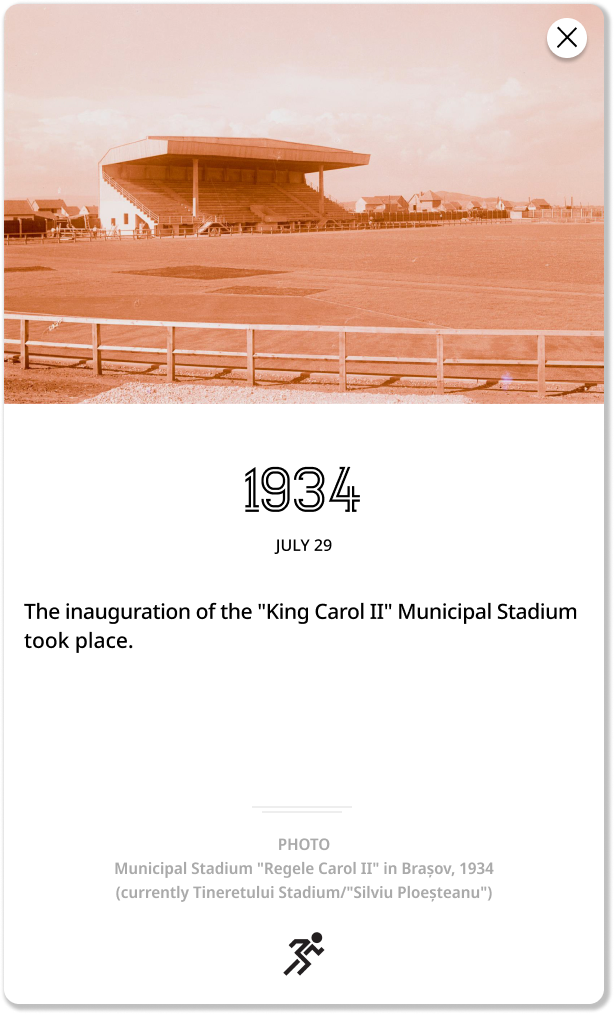 1934
JULY 29
The inauguration of the "King Carol II" Municipal Stadium
took place.
PHOTO
Municipal Stadium "Regele Carol II" in Brașov, 1934
(currently Tineretului Stadium/"Silviu Ploeșteanu")